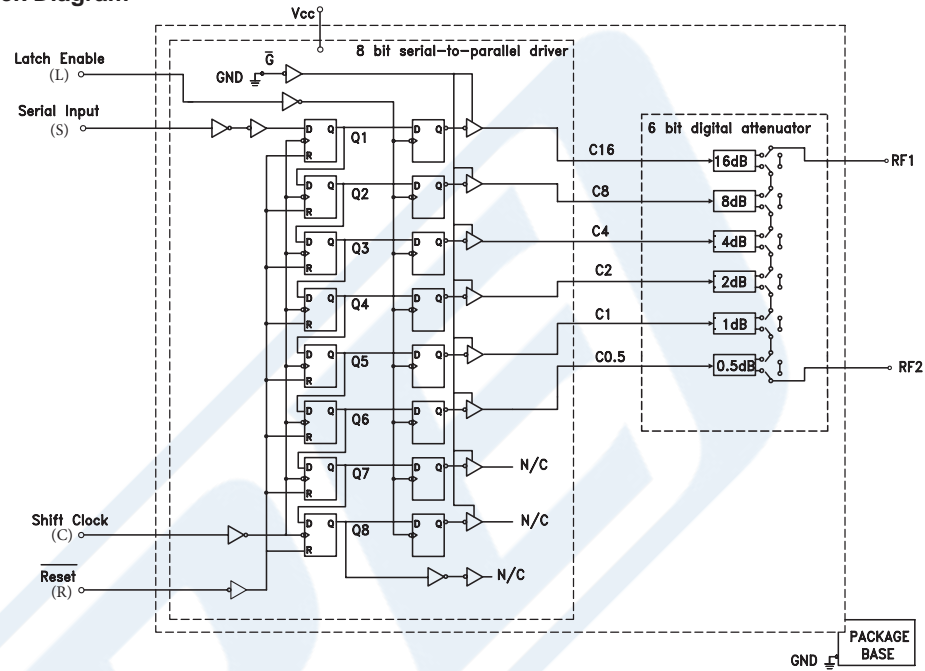 Vcc
8 bit serial-to-parallel driver
Latch Enable
(L)
G
GND
Serial Input
(S)
D Q
R
Q1
D Q
C16
6 bit digital attenuator
16dB
RF1
D Q
R
Q2
D Q
C8
8dB
D Q
R
Q3
D Q
C4
4dB
D Q
R
Q4
D Q
C2
2dB
D Q
R
Q5
D Q
C1
1dB
D Q
R
Q6
D Q
C0.5
0.5dB
RF2
D Q
R
Q7
D Q
N/C
Shift Clock
(C)
D Q
R
Q8
D Q
N/C
Reset
(R)
N/C
GND
PACKAGE
BASE